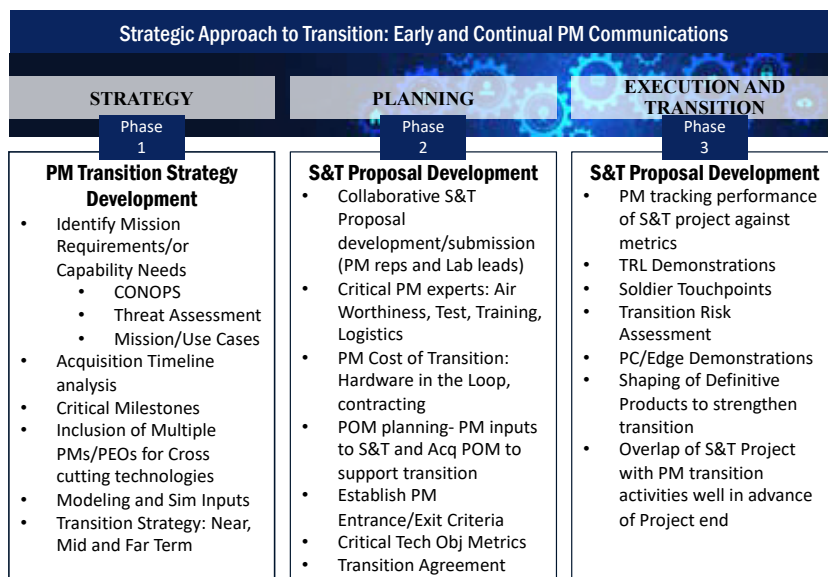 Strategic Approach to Transition: Early and Continual PM Communications
STRATEGY
Phase
1
PM Transition Strategy
Development
• Identify Mission
Requirements/or
Capability Needs
• CONOPS
• Threat Assessment
• Mission/Use Cases
• Acquisition Timeline
analysis
• Critical Milestones
• Inclusion of Multiple
PMs/PEOs for Cross
cutting technologies
• Modeling and Sim Inputs
• Transition Strategy: Near,
Mid and Far Term
PLANNING
Phase
2
S&T Proposal Development
• Collaborative S&T
Proposal
development/submission
(PM reps and Lab leads)
• Critical PM experts: Air
Worthiness, Test, Training,
Logistics
• PM Cost of Transition:
Hardware in the Loop,
contracting
• POM planning- PM inputs
to S&T and Acq POM to
support transition
• Establish PM
Entrance/Exit Criteria
• Critical Tech Obj Metrics
• Transition Agreement
EXECUTION AND
TRANSITION
Phase
3
S&T Proposal Development
• PM tracking performance
of S&T project against
metrics
• TRL Demonstrations
• Soldier Touchpoints
• Transition Risk
Assessment
• PC/Edge Demonstrations
• Shaping of Definitive
Products to strengthen
transition
• Overlap of S&T Project
with PM transition
activities well in advance
of Project end